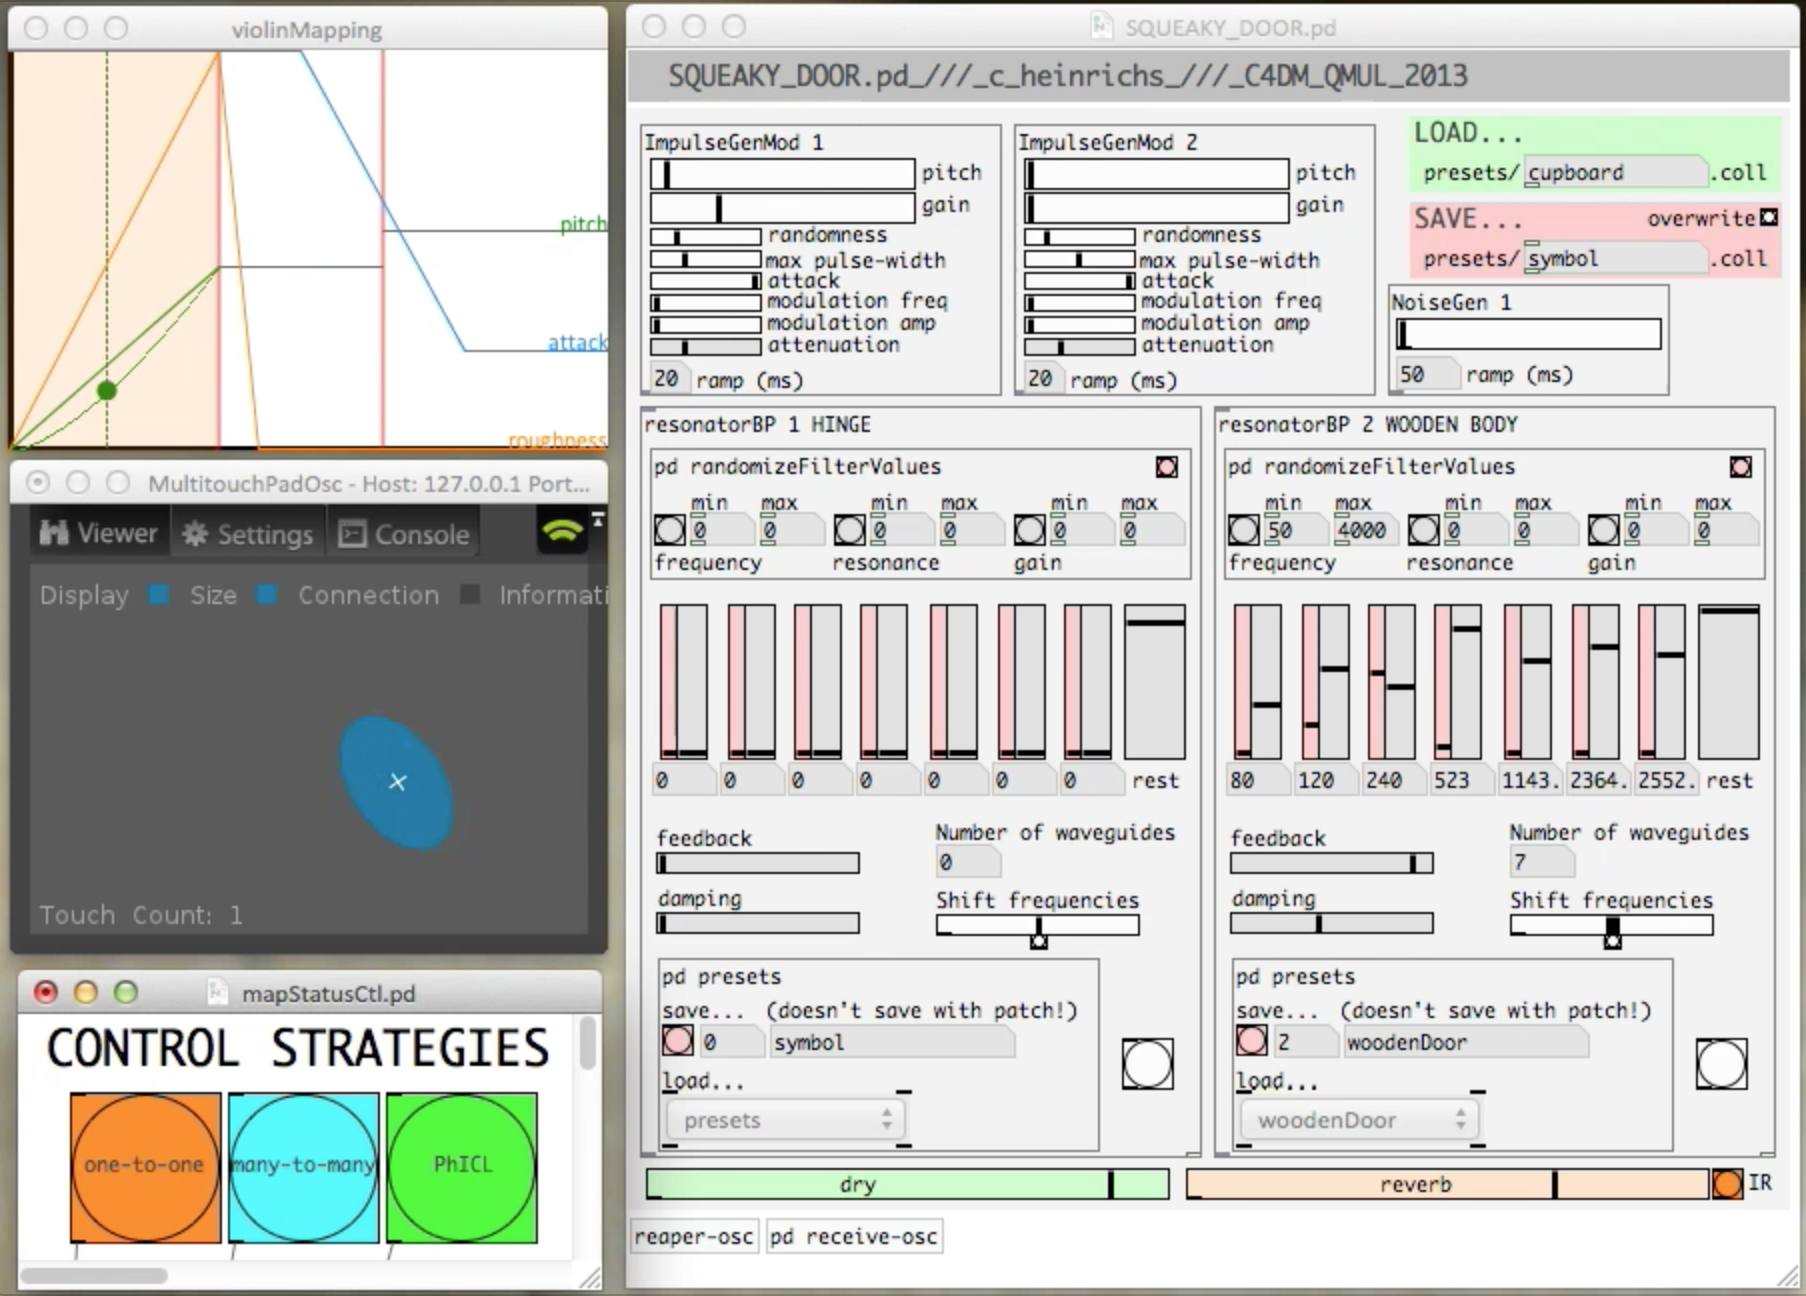 violinMapping
pitch
attack
roughness
MultitouchPadOsc - Host: 127.0.0.1 Port...
Viewer Settings Console
Display Size Connection Informati
Touch Count: 1
mapStatusCtl.pd
CONTROL STRATEGIES
one-to-one many-to-many PhICL
SQUEAKY_DOOR.pd
SQUEAKY_DOOR.pd_///_c_heinrichs_///_C4DM_QMUL_2013
ImpulseGenMod 1
pitch
gain
randomness
max pulse-width
attack
modulation freq
modulation amp
attenuation
20 ramp (ms)
ImpulseGenMod 2
pitch
gain
randomness
max pulse-width
attack
modulation freq
modulation amp
attenuation
20 ramp (ms)
LOAD...
presets/ cupboard .coll
SAVE... overwrite
presets/ symbol .coll
NoiseGen 1
50 ramp (ms)
resonatorBP 1 HINGE
pd randomizeFilterValues
min max min max min max
0 0 0 0 0 0
frequency resonance gain
0 0 0 0 0 0 0 rest
feedback Number of waveguides
0
damping Shift frequencies
pd presets
save... (doesn't save with patch!)
0 symbol
load...
presets
resonatorBP 2 WOODEN BODY
pd randomizeFilterValues
min max min max min max
50 4000 0 0 0 0
frequency resonance gain
80 120 240 523 1143. 2364. 2552. rest
feedback Number of waveguides
7
damping Shift frequencies
pd presets
save... (doesn't save with patch!)
2 woodenDoor
load...
woodenDoor
dry reverb IR
reaper-osc pd receive-osc